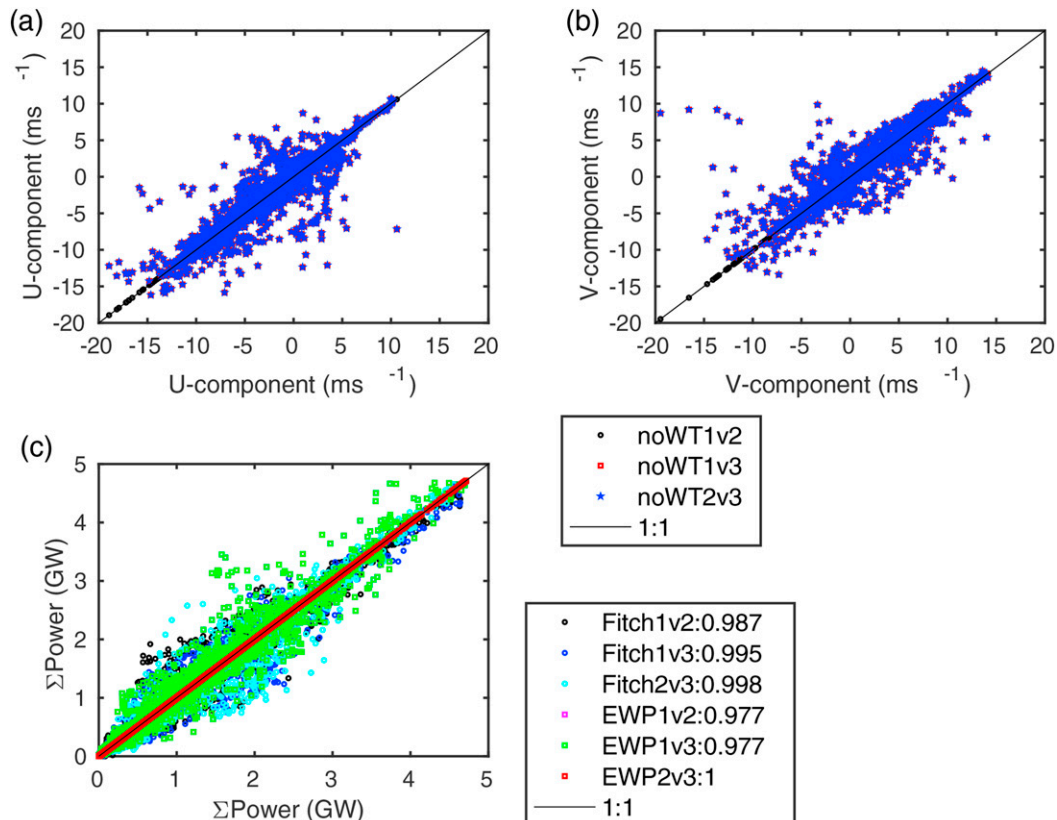 (a)
20
15
10
5
0
-5
-10
-15
-20
U-component (ms -1)
-20 -15 -10 -5 0 5 10 15 20
U-component (ms -1)
(b)
20
15
10
5
0
-5
-10
-15
-20
V-component (ms -1)
-20 -15 -10 -5 0 5 10 15 20
V-component (ms -1)
(c)
5
4
3
2
1
0
ΣPower (GW)
0 1 2 3 4 5
ΣPower (GW)
noWT1v2
noWT1v3
noWT2v3
1:1
Fitch1v2:0.987
Fitch1v3:0.995
Fitch2v3:0.998
EWP1v2:0.977
EWP1v3:0.977
EWP2v3:1
1:1